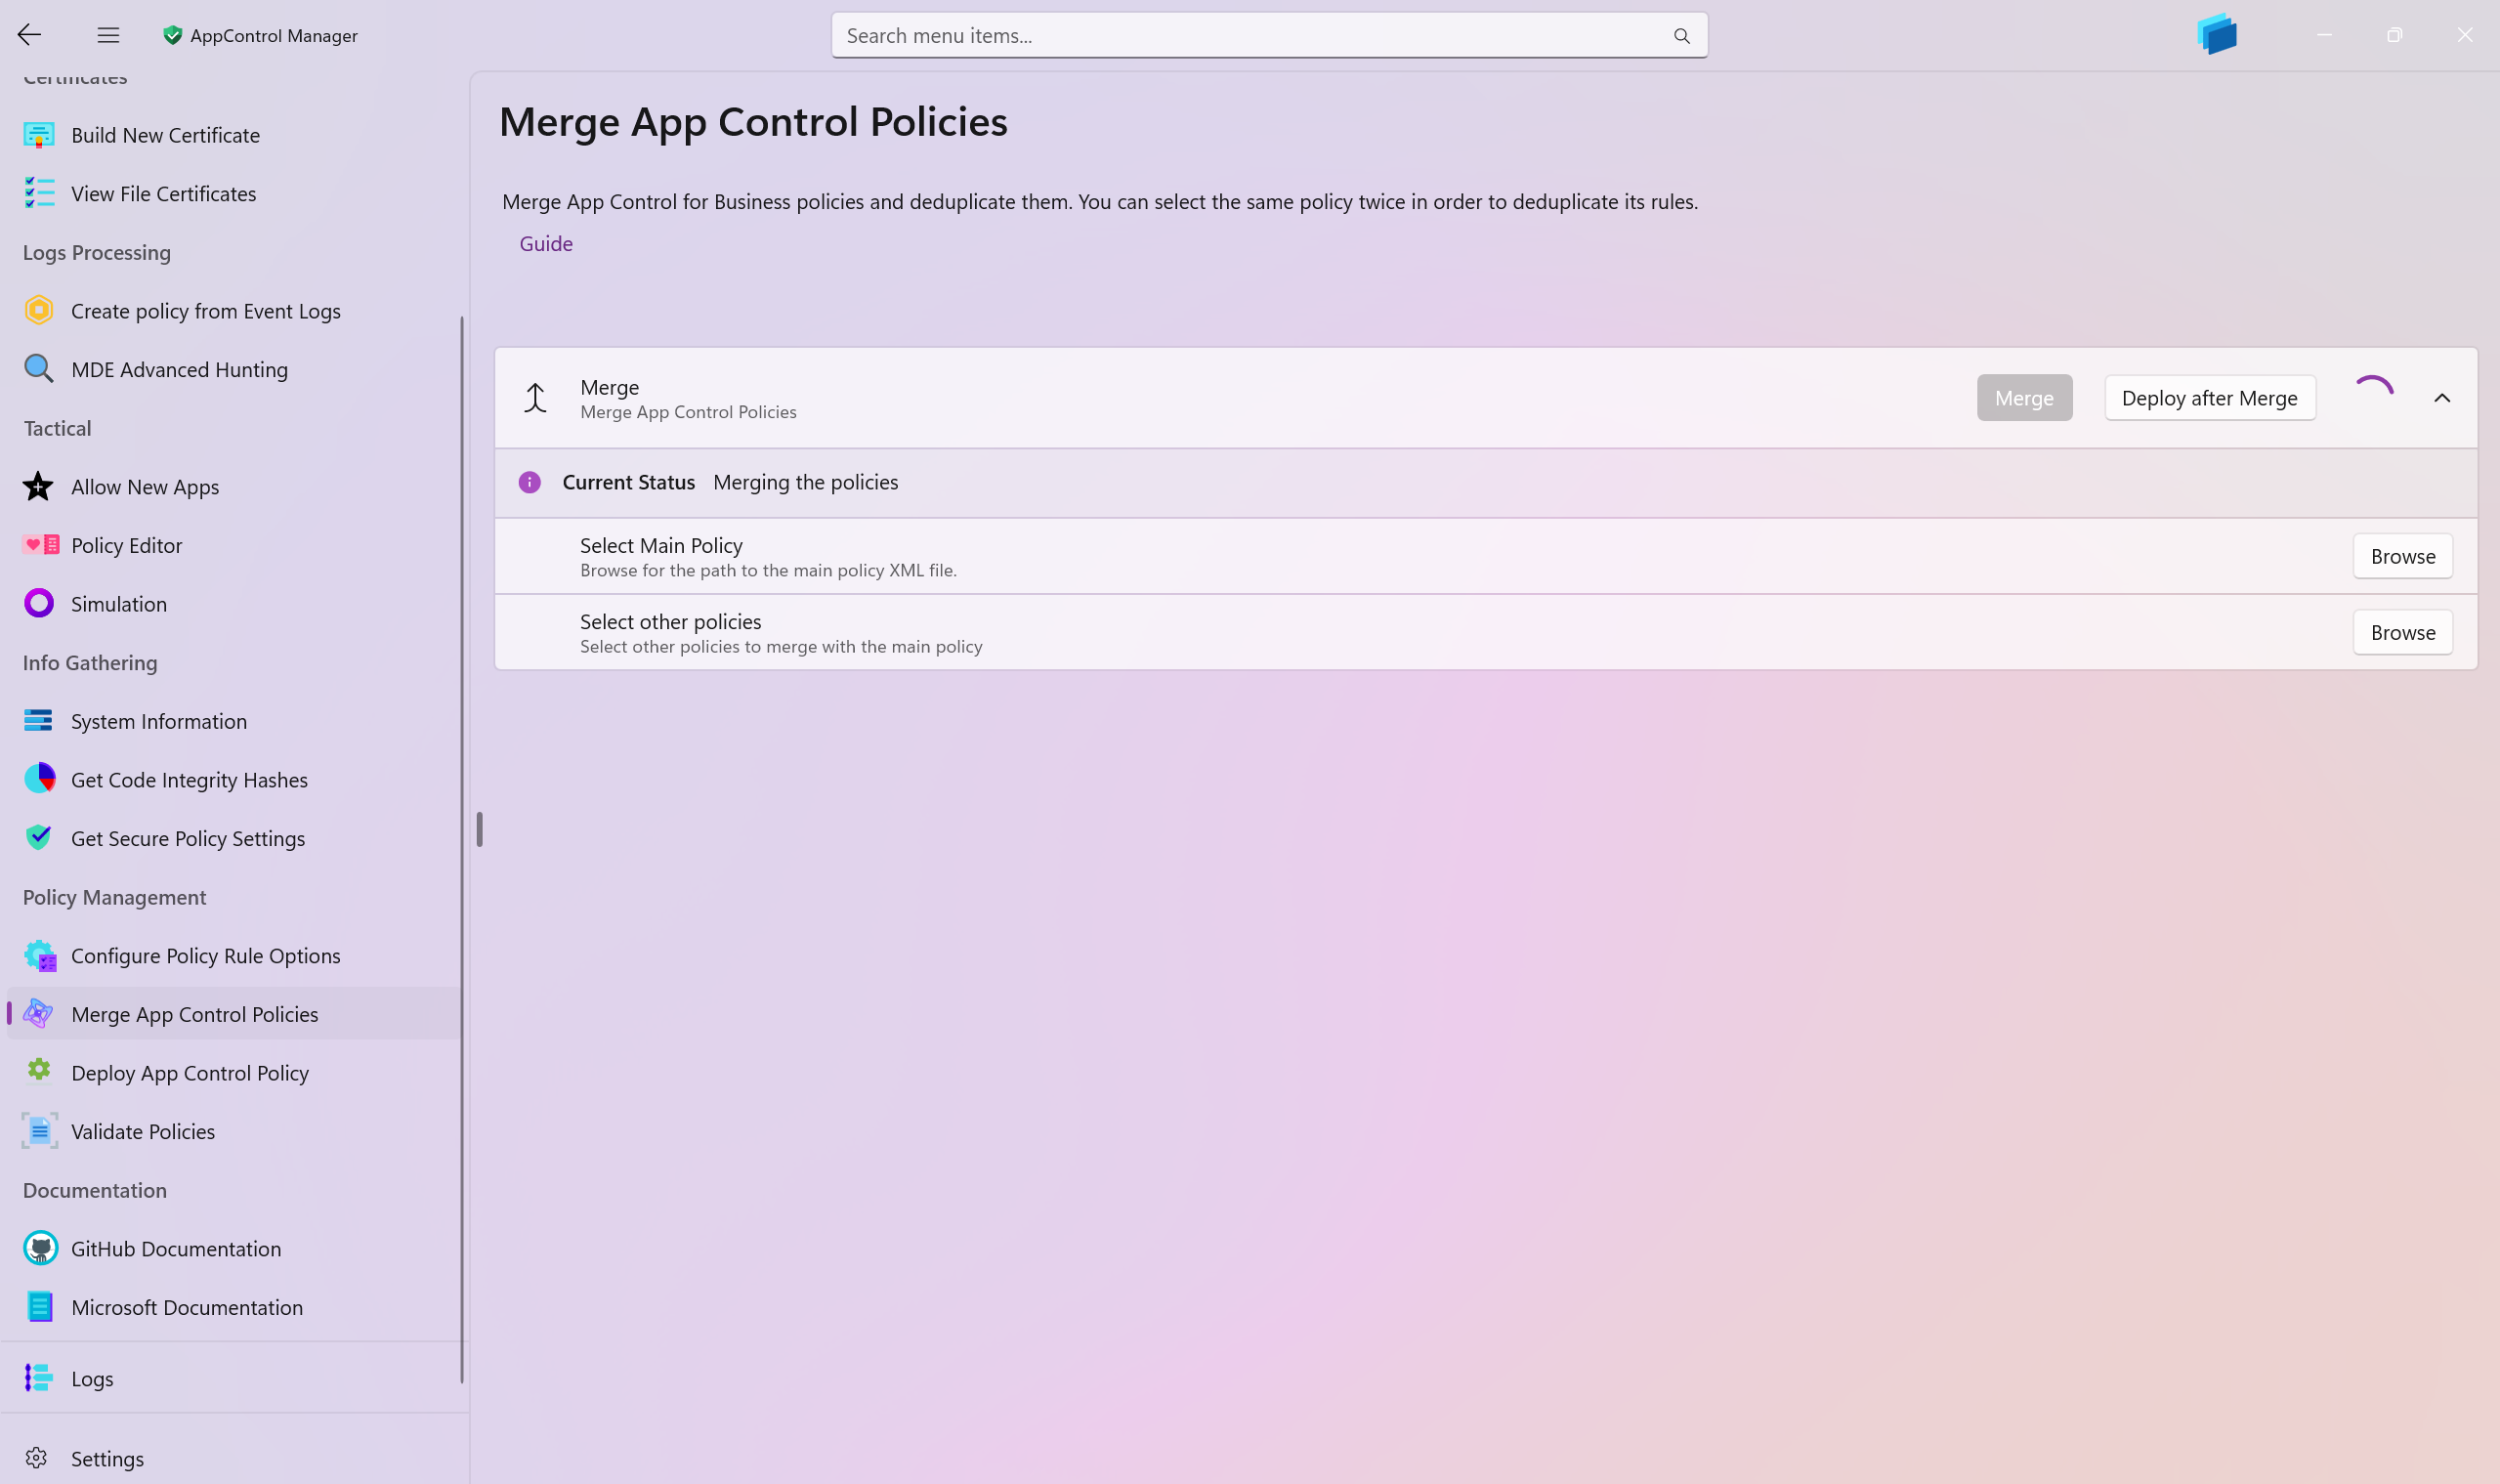 AppControl Manager
Search menu items...
Certificates
Build New Certificate
View File Certificates
Logs Processing
Create policy from Event Logs
MDE Advanced Hunting
Tactical
Allow New Apps
Policy Editor
Simulation
Info Gathering
System Information
Get Code Integrity Hashes
Get Secure Policy Settings
Policy Management
Configure Policy Rule Options
Merge App Control Policies
Deploy App Control Policy
Validate Policies
Documentation
GitHub Documentation
Microsoft Documentation
Logs
Settings
Merge App Control Policies
Merge App Control for Business policies and deduplicate them. You can select the same policy twice in order to deduplicate its rules.
Guide
Merge
Merge App Control Policies
Merge
Deploy after Merge
Current Status Merging the policies
Select Main Policy
Browse for the path to the main policy XML file.
Browse
Select other policies
Select other policies to merge with the main policy
Browse